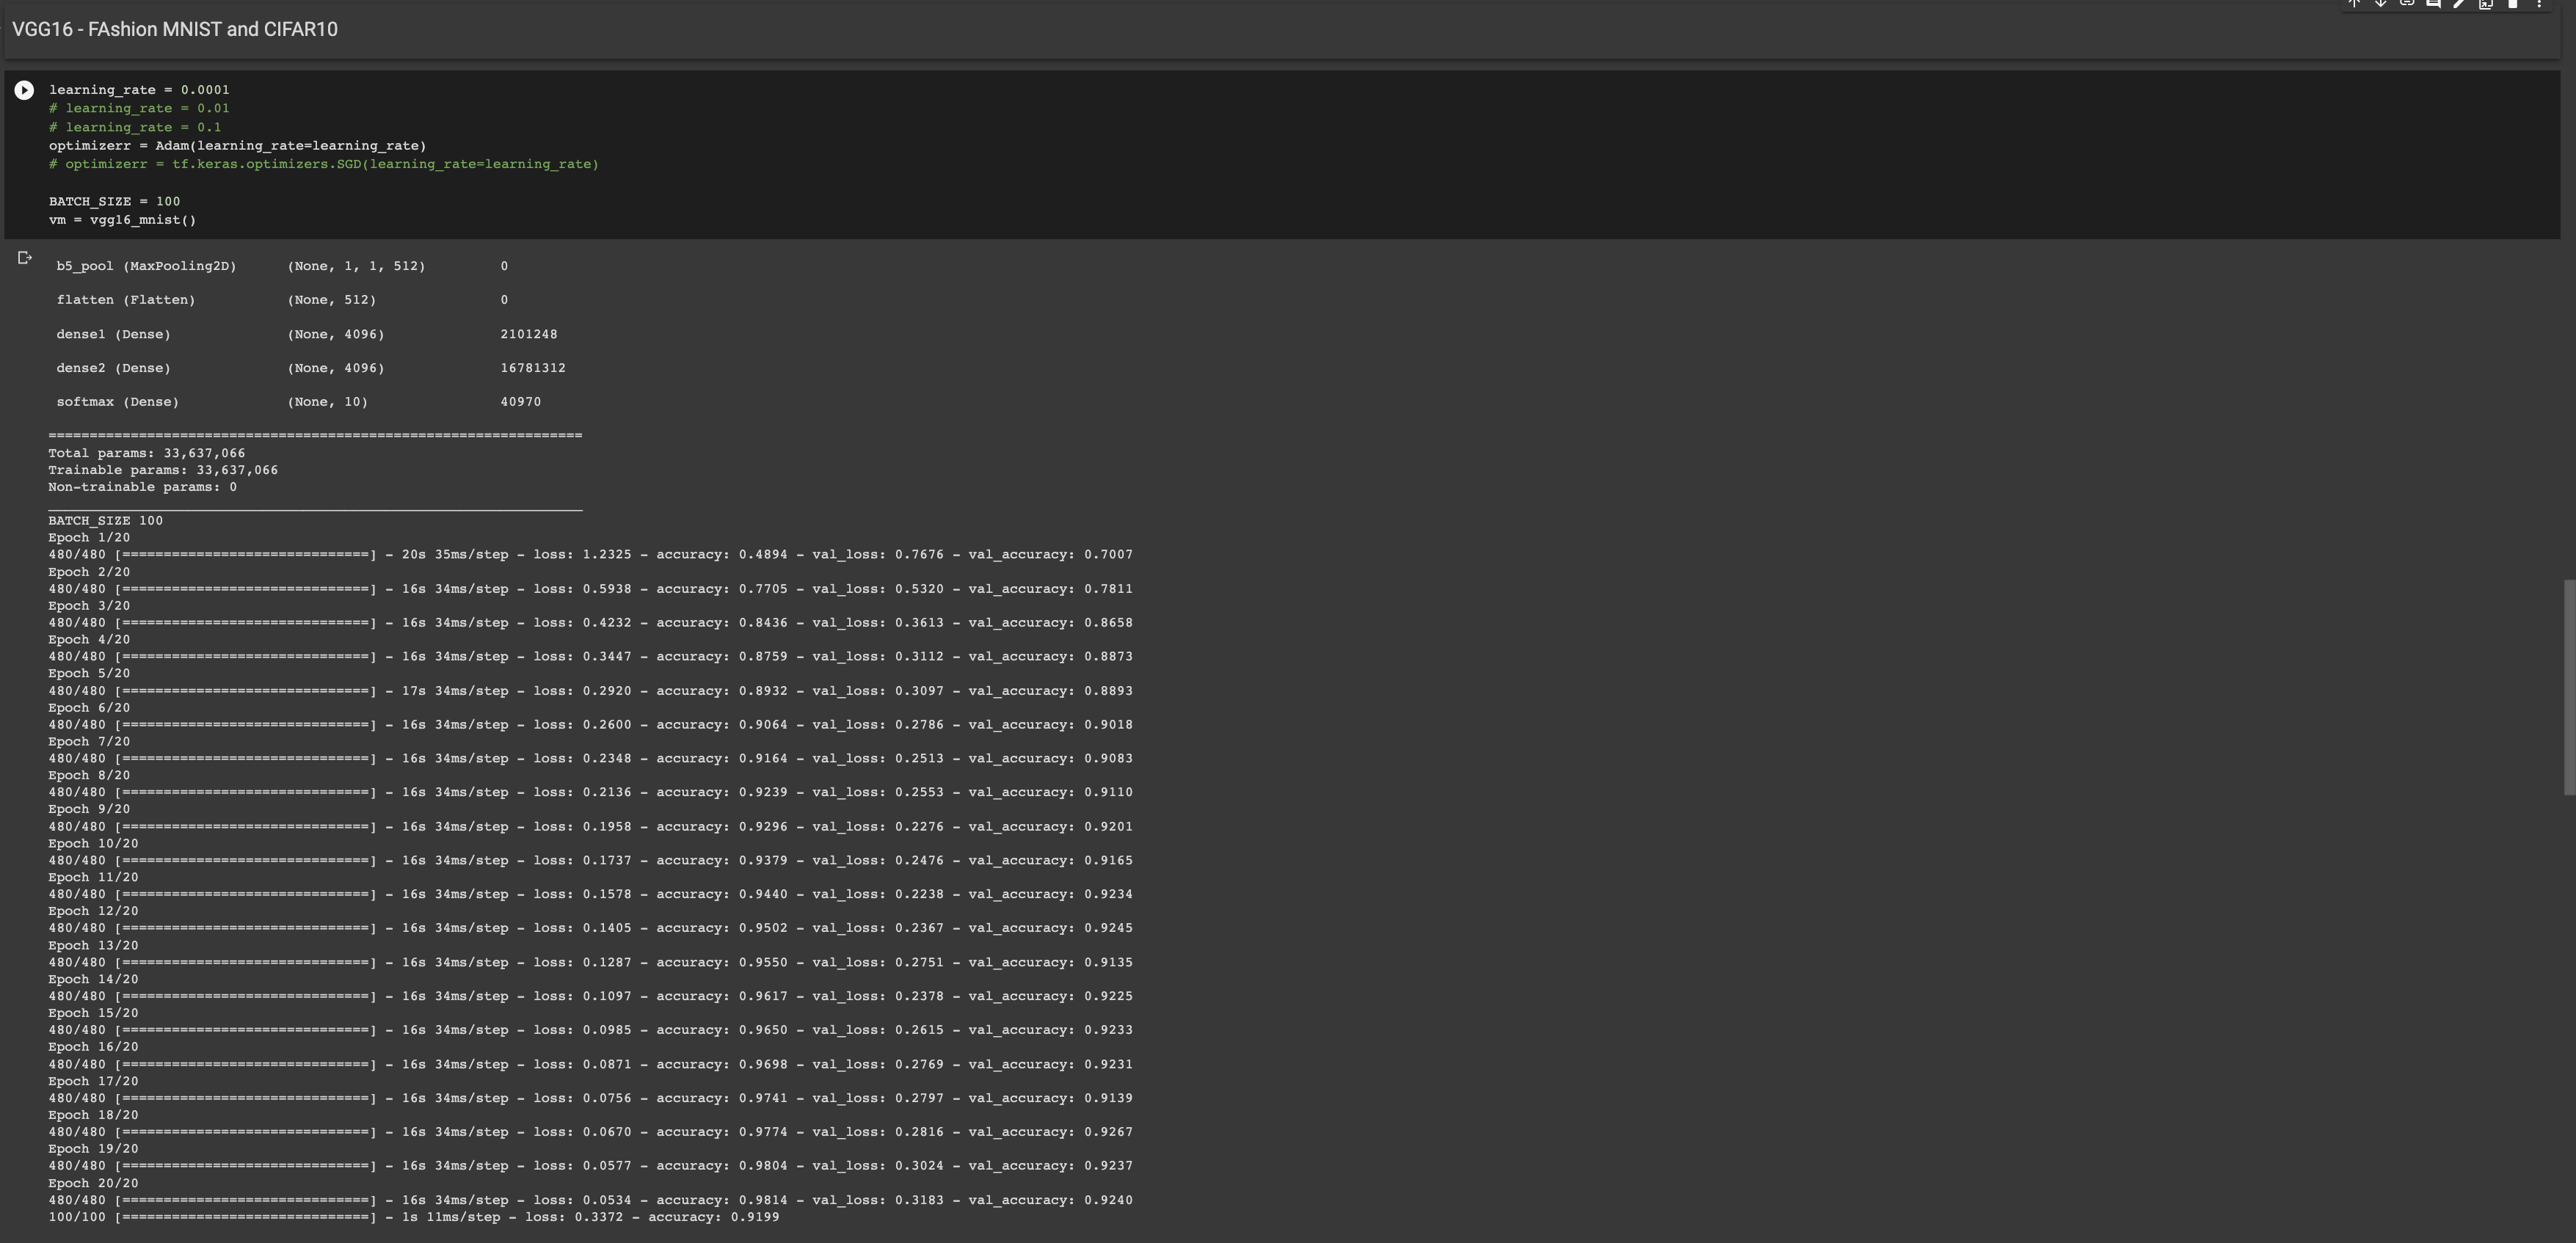 VGG16 - FAshion MNIST and CIFAR10
learning_rate = 0.0001
# learning_rate = 0.01
# learning_rate = 0.1
optimizerr = Adam(learning_rate=learning_rate)
# optimizerr = tf.keras.optimizers.SGD(learning_rate=learning_rate)
BATCH_SIZE = 100
vm = vgg16_mnist()
b5_pool (MaxPooling2D) (None, 1, 1, 512) 0
flatten (Flatten) (None, 512) 0
dense1 (Dense) (None, 4096) 2101248
dense2 (Dense) (None, 4096) 16781312
softmax (Dense) (None, 10) 40970
=================================================================
Total params: 33,637,066
Trainable params: 33,637,066
Non-trainable params: 0
_________________________________________________________________
BATCH_SIZE 100
Epoch 1/20
480/480 [==============================] - 20s 35ms/step - loss: 1.2325 - accuracy: 0.4894 - val_loss: 0.7676 - val_accuracy: 0.7007
Epoch 2/20
480/480 [==============================] - 16s 34ms/step - loss: 0.5938 - accuracy: 0.7705 - val_loss: 0.5320 - val_accuracy: 0.7811
Epoch 3/20
480/480 [==============================] - 16s 34ms/step - loss: 0.4232 - accuracy: 0.8436 - val_loss: 0.3613 - val_accuracy: 0.8658
Epoch 4/20
480/480 [==============================] - 16s 34ms/step - loss: 0.3447 - accuracy: 0.8759 - val_loss: 0.3112 - val_accuracy: 0.8873
Epoch 5/20
480/480 [==============================] - 17s 34ms/step - loss: 0.2920 - accuracy: 0.8932 - val_loss: 0.3097 - val_accuracy: 0.8893
Epoch 6/20
480/480 [==============================] - 16s 34ms/step - loss: 0.2600 - accuracy: 0.9064 - val_loss: 0.2786 - val_accuracy: 0.9018
Epoch 7/20
480/480 [==============================] - 16s 34ms/step - loss: 0.2348 - accuracy: 0.9164 - val_loss: 0.2513 - val_accuracy: 0.9083
Epoch 8/20
480/480 [==============================] - 16s 34ms/step - loss: 0.2136 - accuracy: 0.9239 - val_loss: 0.2553 - val_accuracy: 0.9110
Epoch 9/20
480/480 [==============================] - 16s 34ms/step - loss: 0.1958 - accuracy: 0.9296 - val_loss: 0.2276 - val_accuracy: 0.9201
Epoch 10/20
480/480 [==============================] - 16s 34ms/step - loss: 0.1737 - accuracy: 0.9379 - val_loss: 0.2476 - val_accuracy: 0.9165
Epoch 11/20
480/480 [==============================] - 16s 34ms/step - loss: 0.1578 - accuracy: 0.9440 - val_loss: 0.2238 - val_accuracy: 0.9234
Epoch 12/20
480/480 [==============================] - 16s 34ms/step - loss: 0.1405 - accuracy: 0.9502 - val_loss: 0.2367 - val_accuracy: 0.9245
Epoch 13/20
480/480 [==============================] - 16s 34ms/step - loss: 0.1287 - accuracy: 0.9550 - val_loss: 0.2751 - val_accuracy: 0.9135
Epoch 14/20
480/480 [==============================] - 16s 34ms/step - loss: 0.1097 - accuracy: 0.9617 - val_loss: 0.2378 - val_accuracy: 0.9225
Epoch 15/20
480/480 [==============================] - 16s 34ms/step - loss: 0.0985 - accuracy: 0.9650 - val_loss: 0.2615 - val_accuracy: 0.9233
Epoch 16/20
480/480 [==============================] - 16s 34ms/step - loss: 0.0871 - accuracy: 0.9698 - val_loss: 0.2769 - val_accuracy: 0.9231
Epoch 17/20
480/480 [==============================] - 16s 34ms/step - loss: 0.0756 - accuracy: 0.9741 - val_loss: 0.2797 - val_accuracy: 0.9139
Epoch 18/20
480/480 [==============================] - 16s 34ms/step - loss: 0.0670 - accuracy: 0.9774 - val_loss: 0.2816 - val_accuracy: 0.9267
Epoch 19/20
480/480 [==============================] - 16s 34ms/step - loss: 0.0577 - accuracy: 0.9804 - val_loss: 0.3024 - val_accuracy: 0.9237
Epoch 20/20
480/480 [==============================] - 16s 34ms/step - loss: 0.0534 - accuracy: 0.9814 - val_loss: 0.3183 - val_accuracy: 0.9240
100/100 [==============================] - 1s 11ms/step - loss: 0.3372 - accuracy: 0.9199